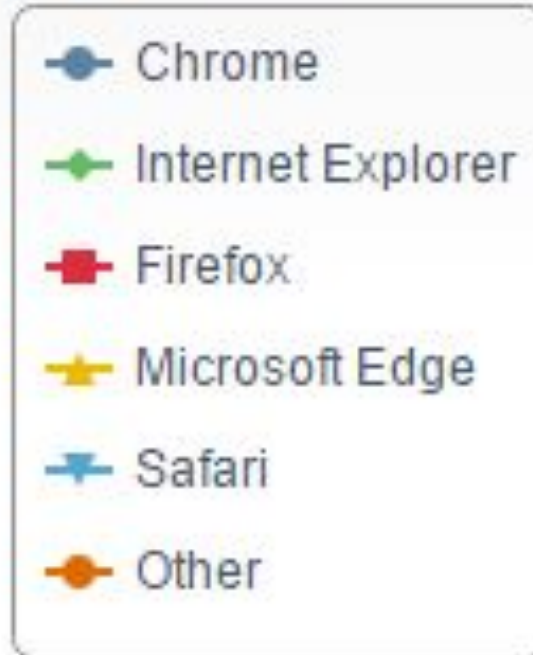 Chrome
Internet Explorer
Firefox
Microsoft Edge
Safari
Other